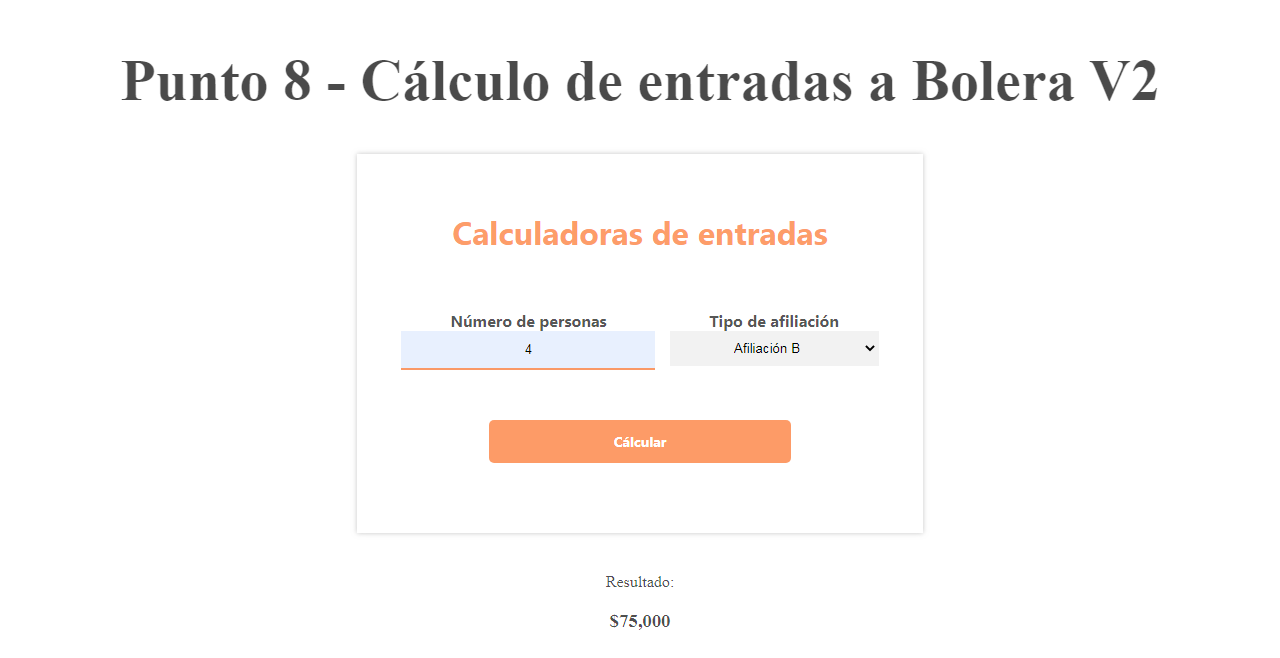 Punto 8 - Cálculo de entradas a Bolera V2
Calculadoras de entradas
Número de personas
Tipo de afiliación
4
Afiliación B
Cálcular
Resultado:
$75,000